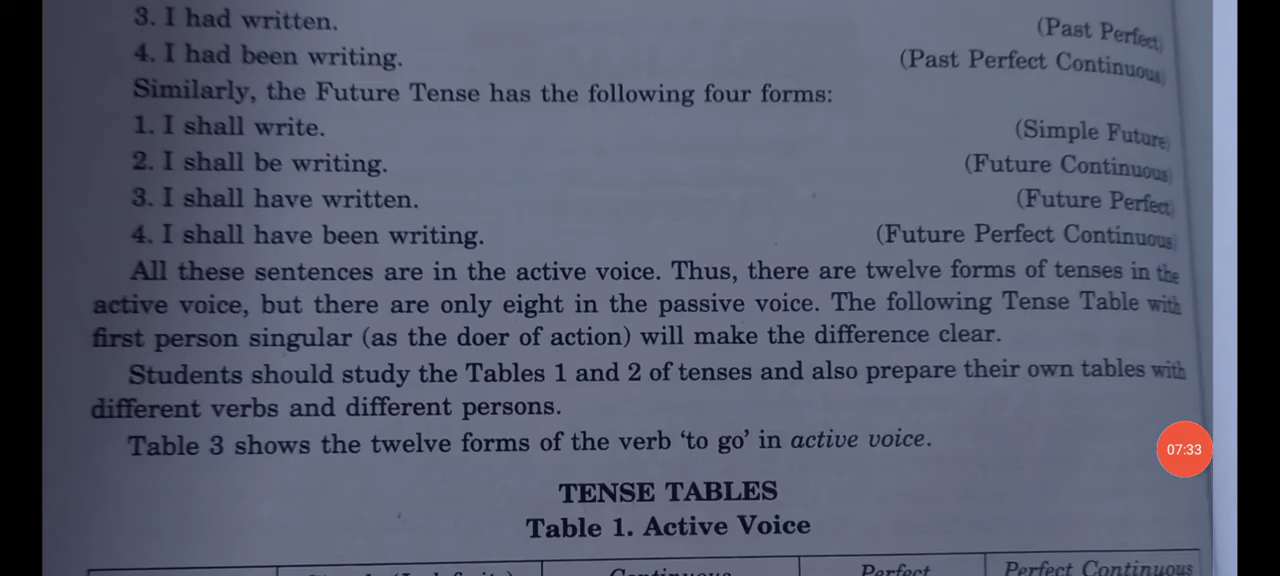 3. I had written. (Past Perfect)
4. I had been writing. (Past Perfect Continuous)
Similarly, the Future Tense has the following four forms:
1. I shall write. (Simple Future)
2. I shall be writing. (Future Continuous)
3. I shall have written. (Future Perfect)
4. I shall have been writing. (Future Perfect Continuous)
All these sentences are in the active voice. Thus, there are twelve forms of tenses in the
active voice, but there are only eight in the passive voice. The following Tense Table with
first person singular (as the doer of action) will make the difference clear.
Students should study the Tables 1 and 2 of tenses and also prepare their own tables with
different verbs and different persons.
Table 3 shows the twelve forms of the verb 'to go' in active voice.
07:33
TENSE TABLES
Table 1. Active Voice
Continuous Perfect Perfect Continuous